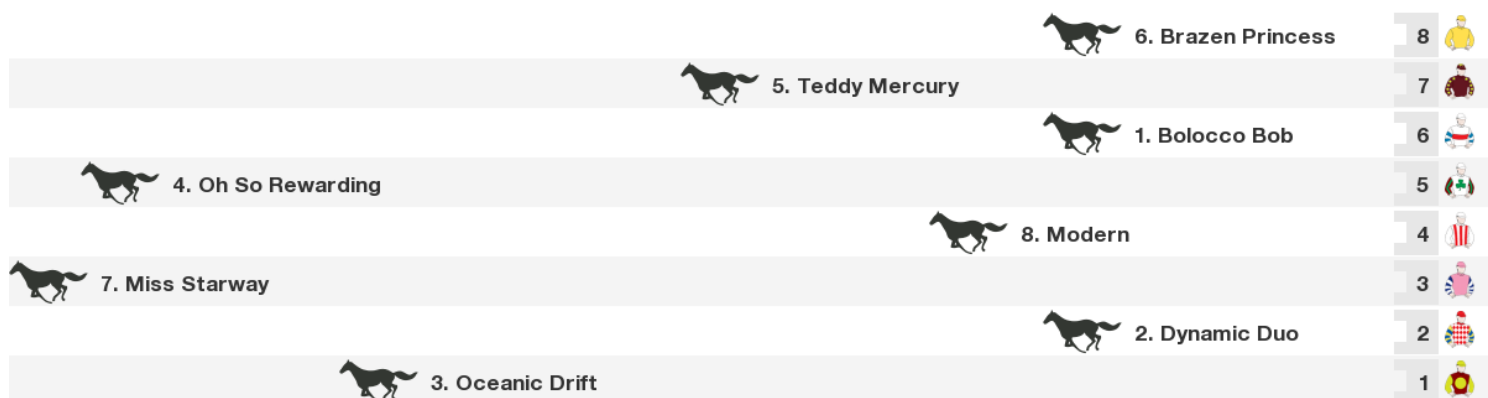 6. Brazen Princess 8
5. Teddy Mercury 7
1. Bolocco Bob 6
4. Oh So Rewarding 5
8. Modern 4
7. Miss Starway 3
2. Dynamic Duo 2
3. Oceanic Drift 1